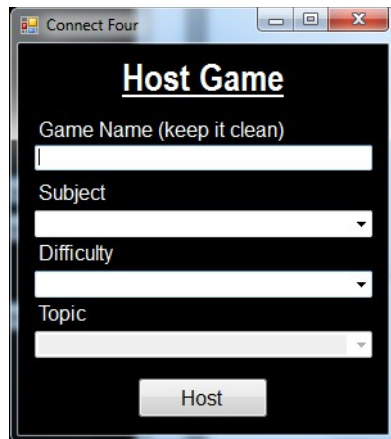 Connect Four
Host Game
Game Name (keep it clean)
Subject
Difficulty
Topic
Host